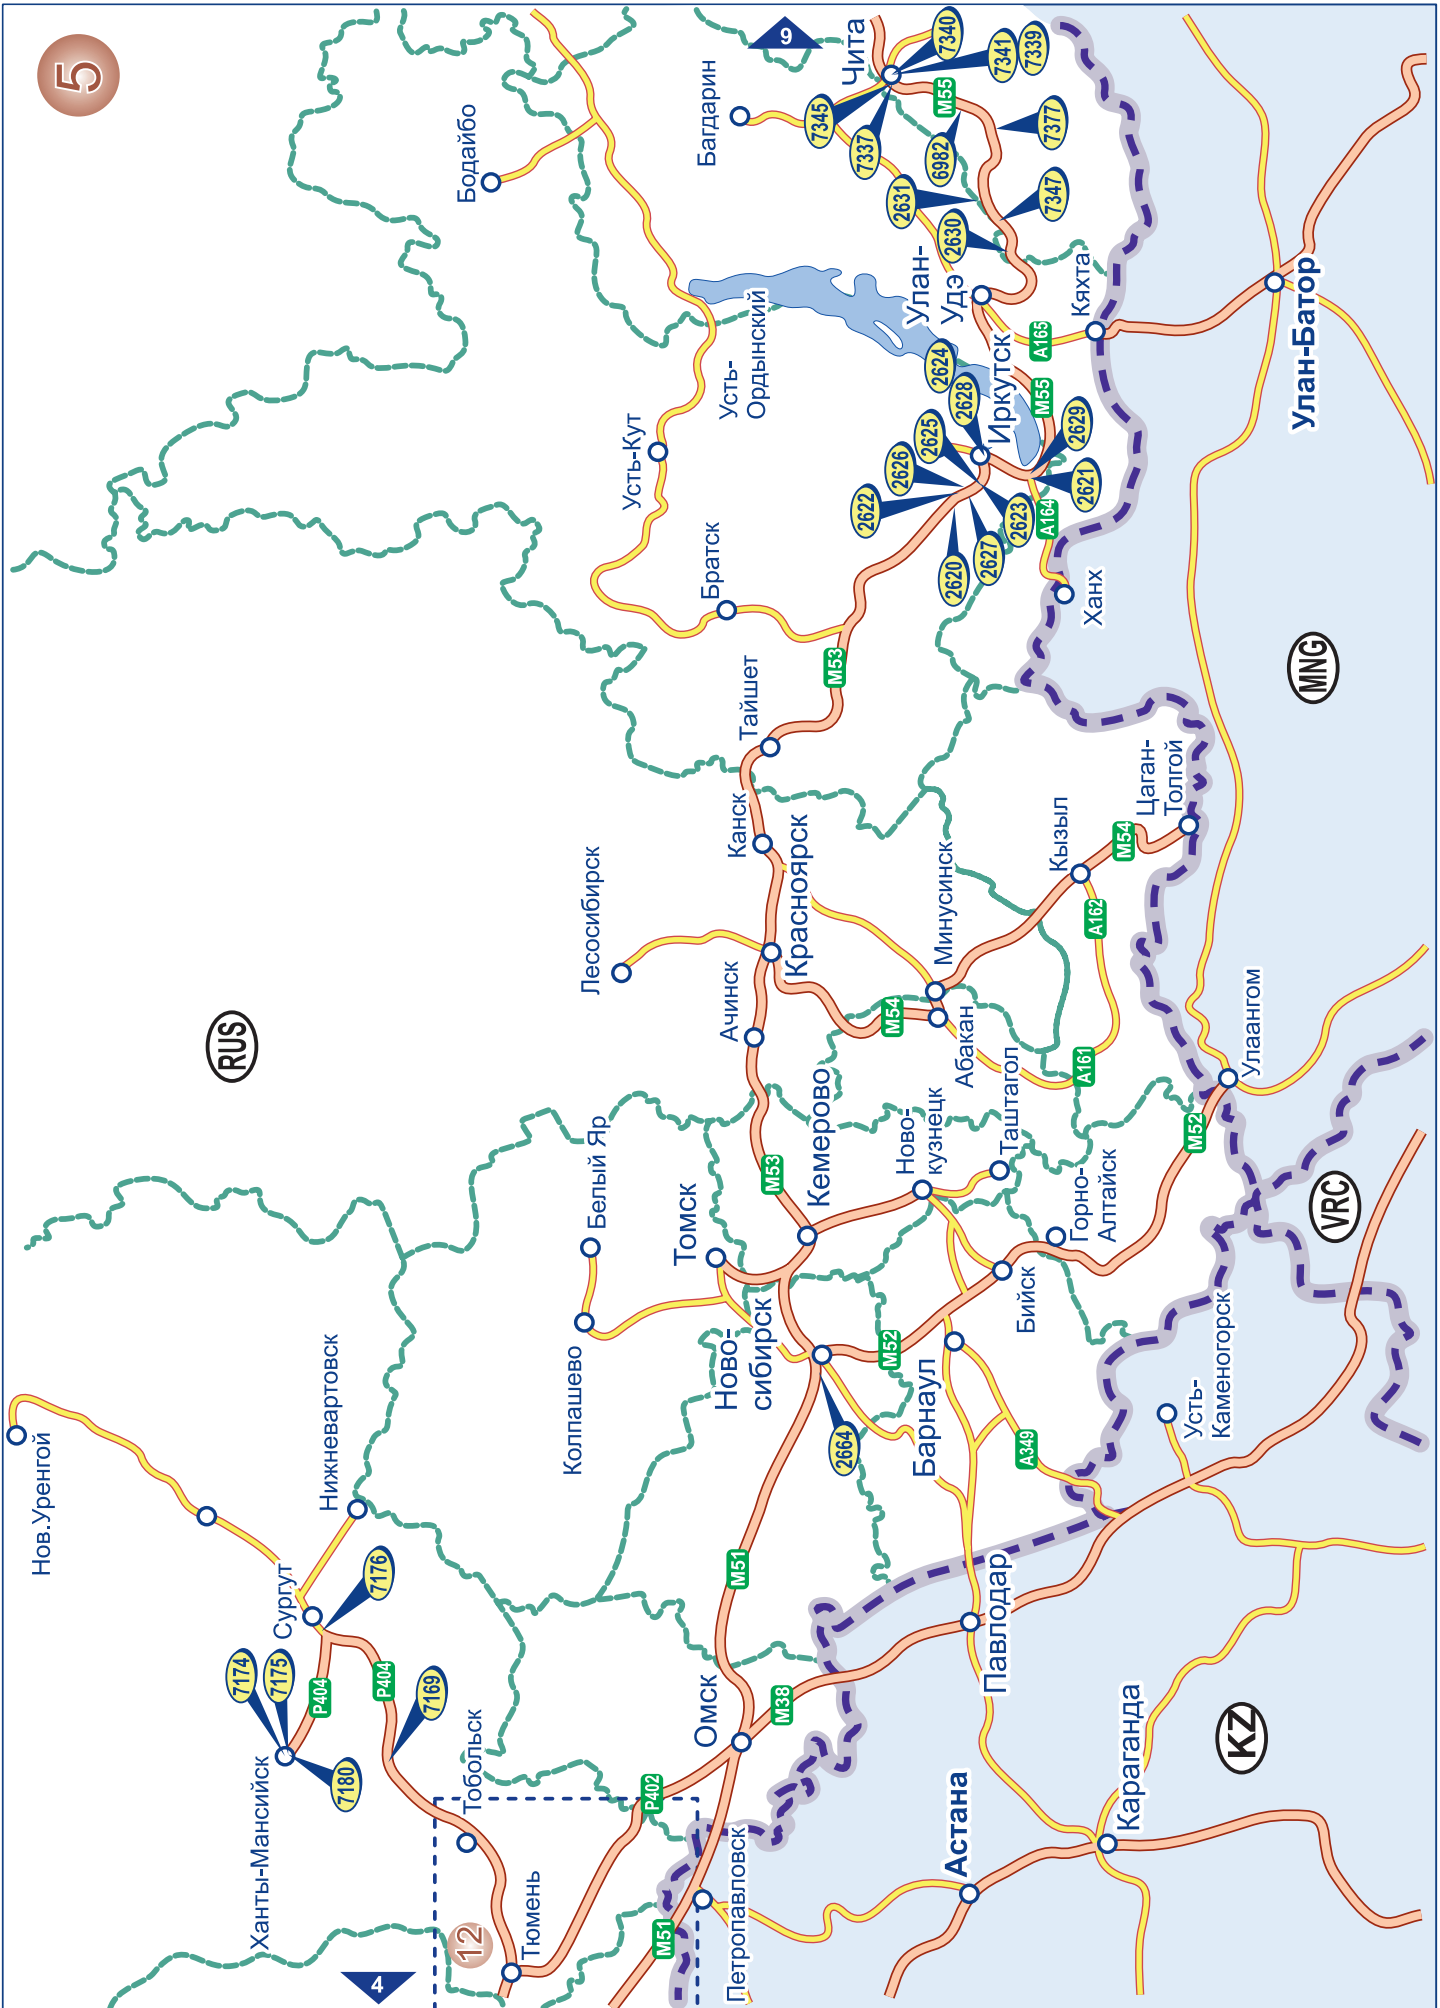 5
Нов.Уренгой
Ханты-Мансийск
7174
7175
7180
P404
Сургут
7176
P404
7169
Нижневартовск
RUS
4
12
Тюмень
Тобольск
P402
M51
Петропавловск
Омск
M38
M51
Колпашево
Белый Яр
Томск
Ново-
сибирск
2664
M52
M53
Кемерово
Ново-
кузнецк
Таштагол
Барнаул
Бийск
Горно-
Алтайск
A349
M52
Ачинск
Лесосибирск
Красноярск
Канск
Тайшет
M54
Абакан
Минусинск
A161
A162
Кызыл
M54
Цаган-
Толгой
Улаангом
M53
Братск
Усть-Кут
Усть-
Ордынский
Бодайбо
Багдарин
2622
2626
2625
2628
2624
2620
2627
2623
2621
2629
Иркутск
A164
M55
Ханх
Улан-
Удэ
A165
Кяхта
2630
2631
7347
6982
7377
7337
7345
M55
Чита
7340
7341
7339
9
Улан-Батор
MNG
VRC
KZ
Усть-
Каменогорск
Павлодар
Астана
Караганда